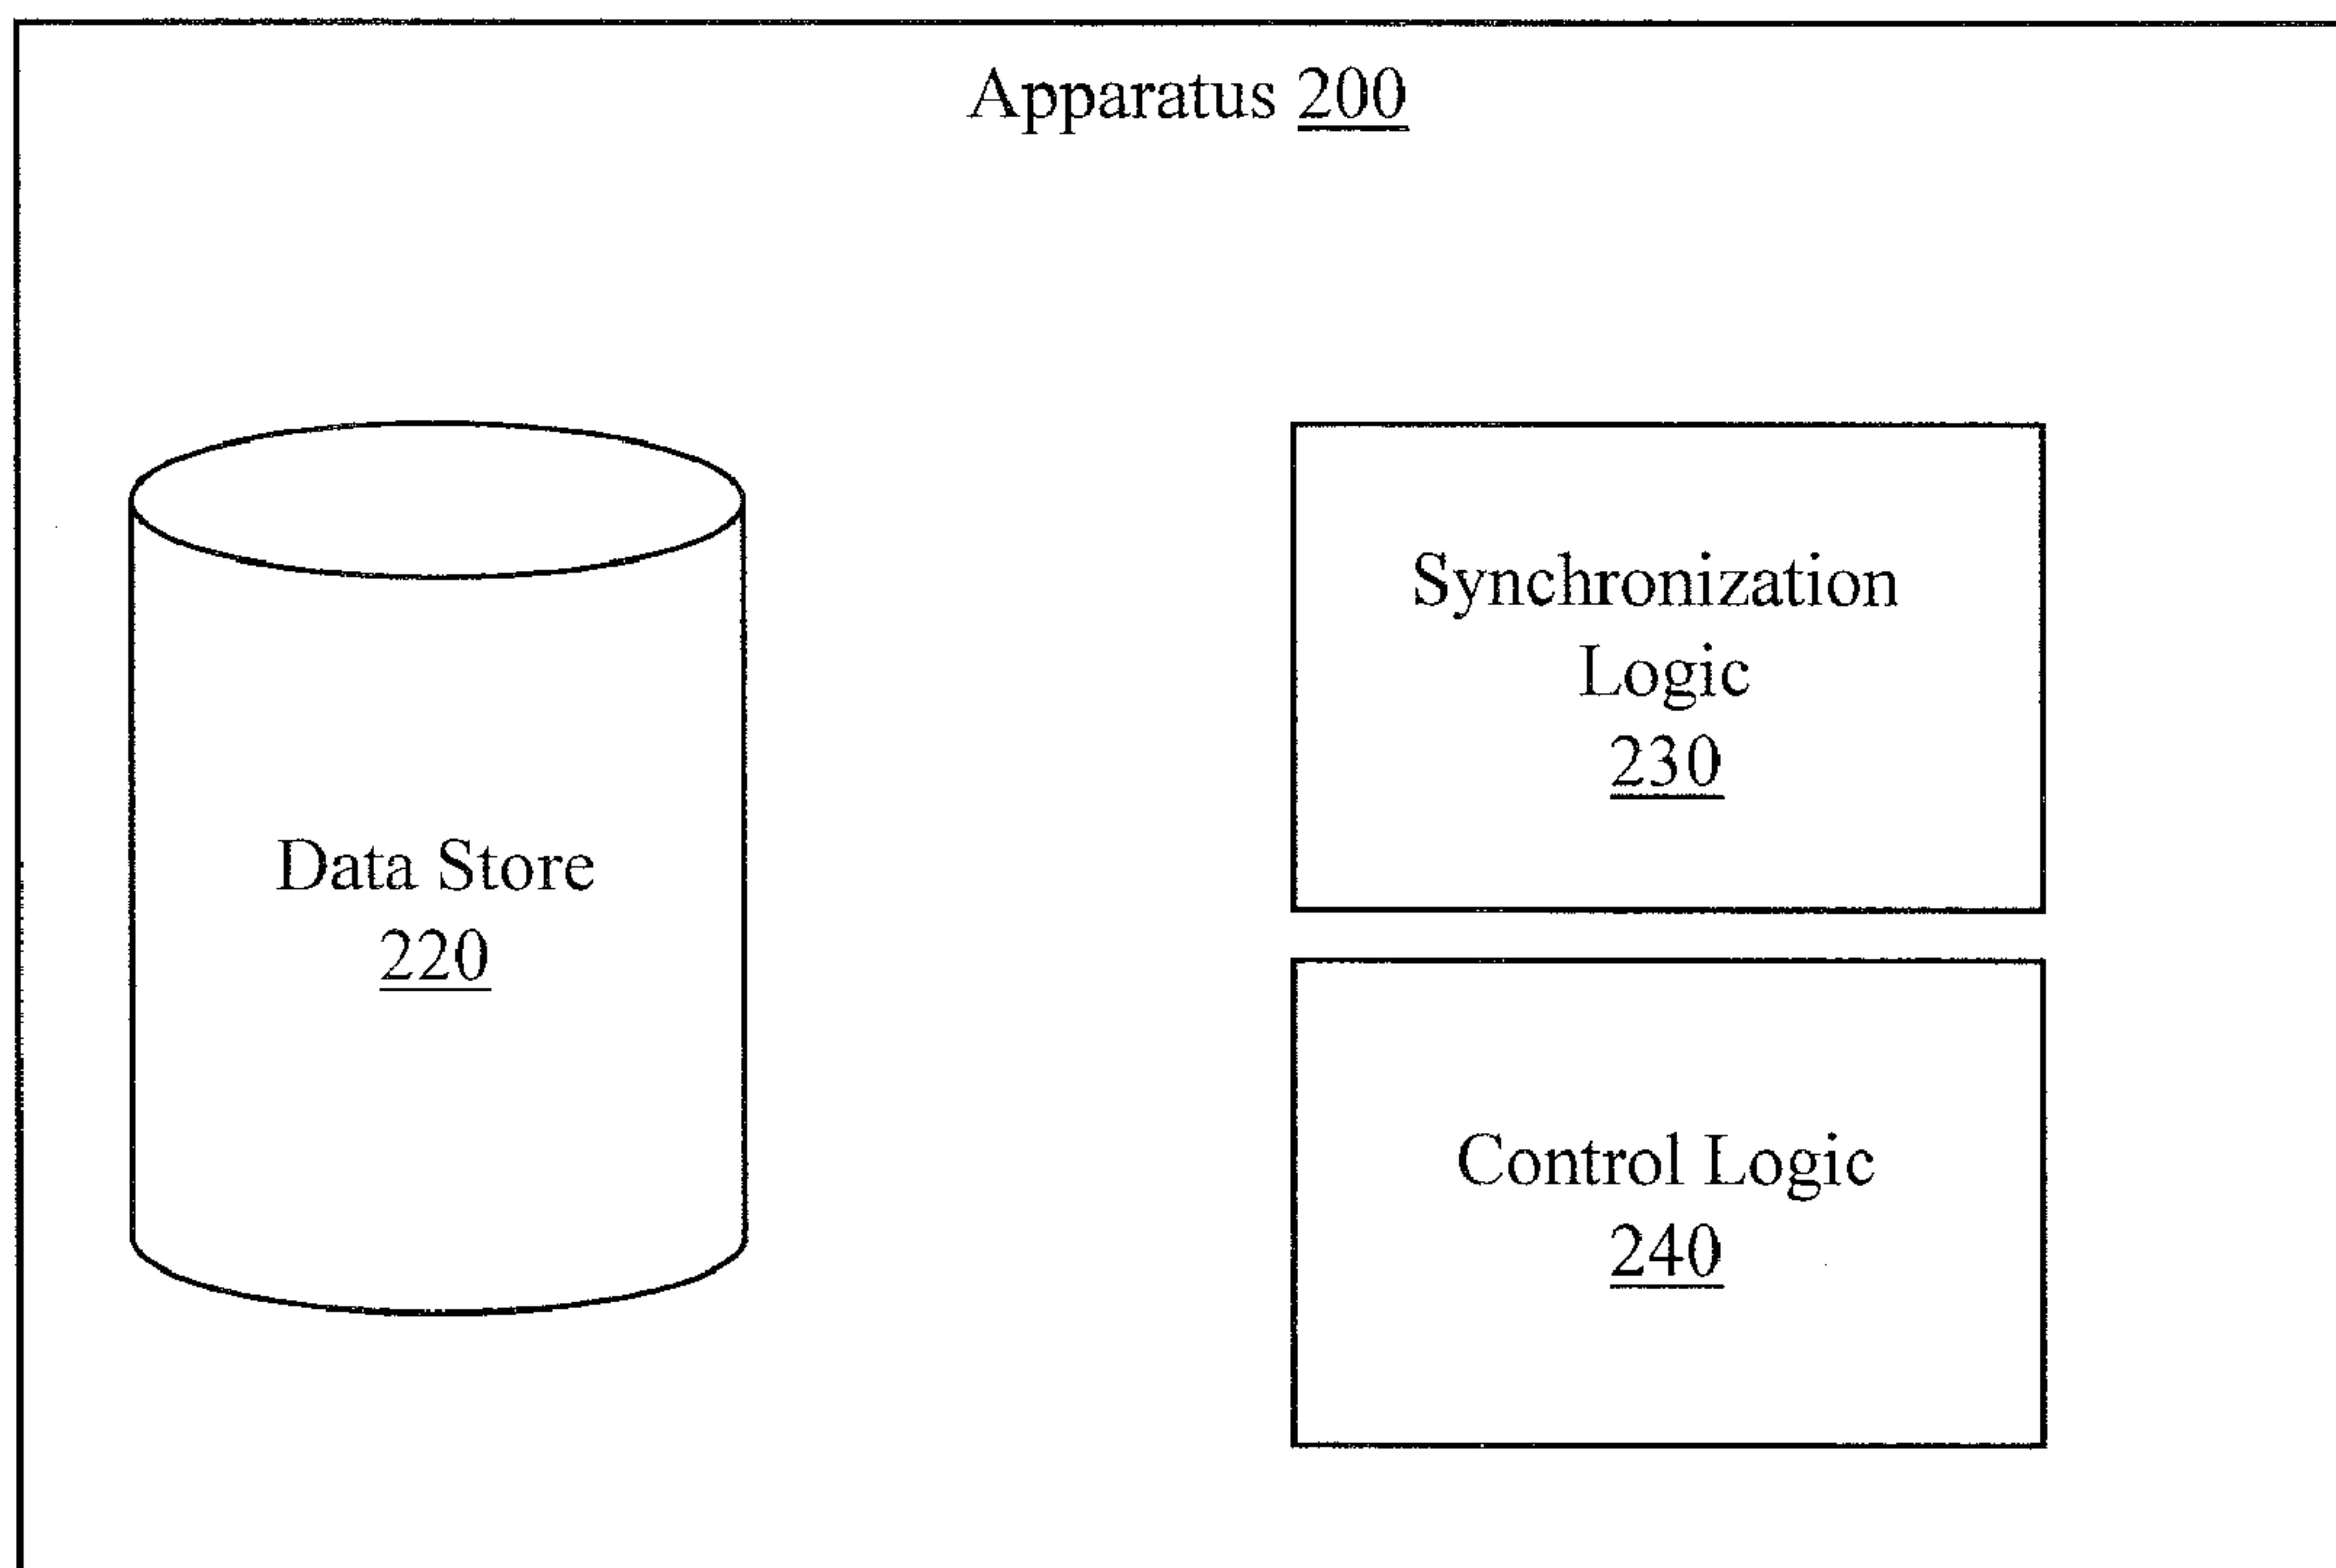 Apparatus 200
Data Store
220
Synchronization
Logic
230
Control Logic
240